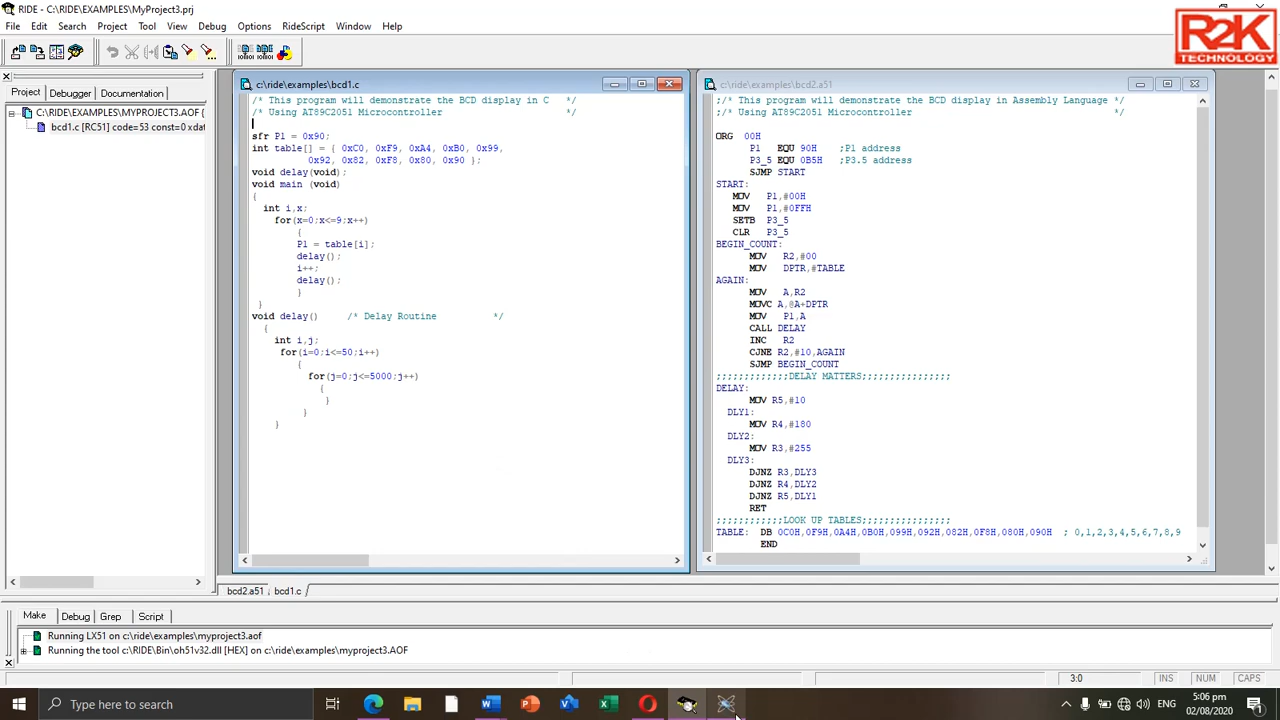 RIDE - C:\RIDE\EXAMPLES\MyProject3.prj
File Edit Search Project Tool View Debug Options RideScript Window Help
R2K
TECHNOLOGY
Project Debugger Documentation
C:\RIDE\EXAMPLES\MYPROJECT3.AOF
bcd1.c [RC51] code=53 const=0 xdat
c:\ride\examples\bcd1.c
/* This program will demonstrate the BCD display in C */
/* Using AT89C2051 Microcontroller */
sfr P1 = 0x90;
int table[] = { 0xC0, 0xF9, 0xA4, 0xB0, 0x99,
0x92, 0x82, 0xF8, 0x80, 0x90 };
void delay(void);
void main (void)
{
int i,x;
for(x=0;x<=9;x++)
{
P1 = table[i];
delay();
i++;
delay();
}
}
void delay() /* Delay Routine */
{
int i,j;
for(i=0;i<=50;i++)
{
for(j=0;j<=5000;j++)
{
}
}
}
c:\ride\examples\bcd2.a51
;/* This program will demonstrate the BCD display in Assembly Language */
;/* Using AT89C2051 Microcontroller */
ORG 00H
P1 EQU 90H ;P1 address
P3_5 EQU 0B5H ;P3.5 address
SJMP START
START:
MOV P1,#00H
MOV P1,#0FFH
SETB P3_5
CLR P3_5
BEGIN_COUNT:
MOV R2,#00
MOV DPTR,#TABLE
AGAIN:
MOV A,R2
MOVC A,@A+DPTR
MOV P1,A
CALL DELAY
INC R2
CJNE R2,#10,AGAIN
SJMP BEGIN_COUNT
;;;;;;;;;;;;;DELAY MATTERS;;;;;;;;;;;;;;;;
DELAY:
MOV R5,#10
DLY1:
MOV R4,#180
DLY2:
MOV R3,#255
DLY3:
DJNZ R3,DLY3
DJNZ R4,DLY2
DJNZ R5,DLY1
RET
;;;;;;;;;;;;LOOK UP TABLES;;;;;;;;;;;;;;;;
TABLE: DB 0C0H,0F9H,0A4H,0B0H,099H,092H,082H,0F8H,080H,090H ; 0,1,2,3,4,5,6,7,8,9
END
bcd2.a51 bcd1.c
Make Debug Grep Script
Running LX51 on c:\ride\examples\myproject3.aof
Running the tool c:\RIDE\Bin\oh51v32.dll [HEX] on c:\ride\examples\myproject3.AOF
3:0 INS NUM CAPS
Type here to search
ENG
5:06 pm
02/08/2020
1